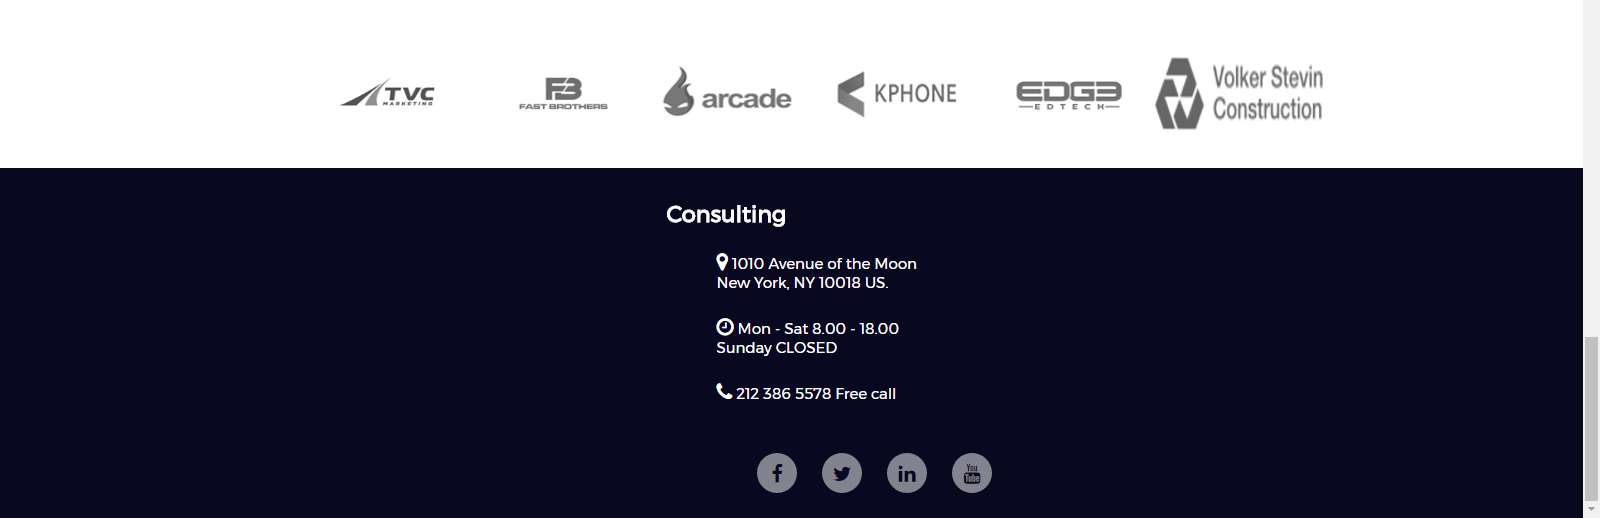 TVC
MARKETING
FB
FAST BROTHERS
arcade
KPHONE
EDG3
EDTECH
Volker Stevin
Construction
Consulting
1010 Avenue of the Moon
New York, NY 10018 US.
Mon - Sat 8.00 - 18.00
Sunday CLOSED
212 386 5578 Free call
You
Tube